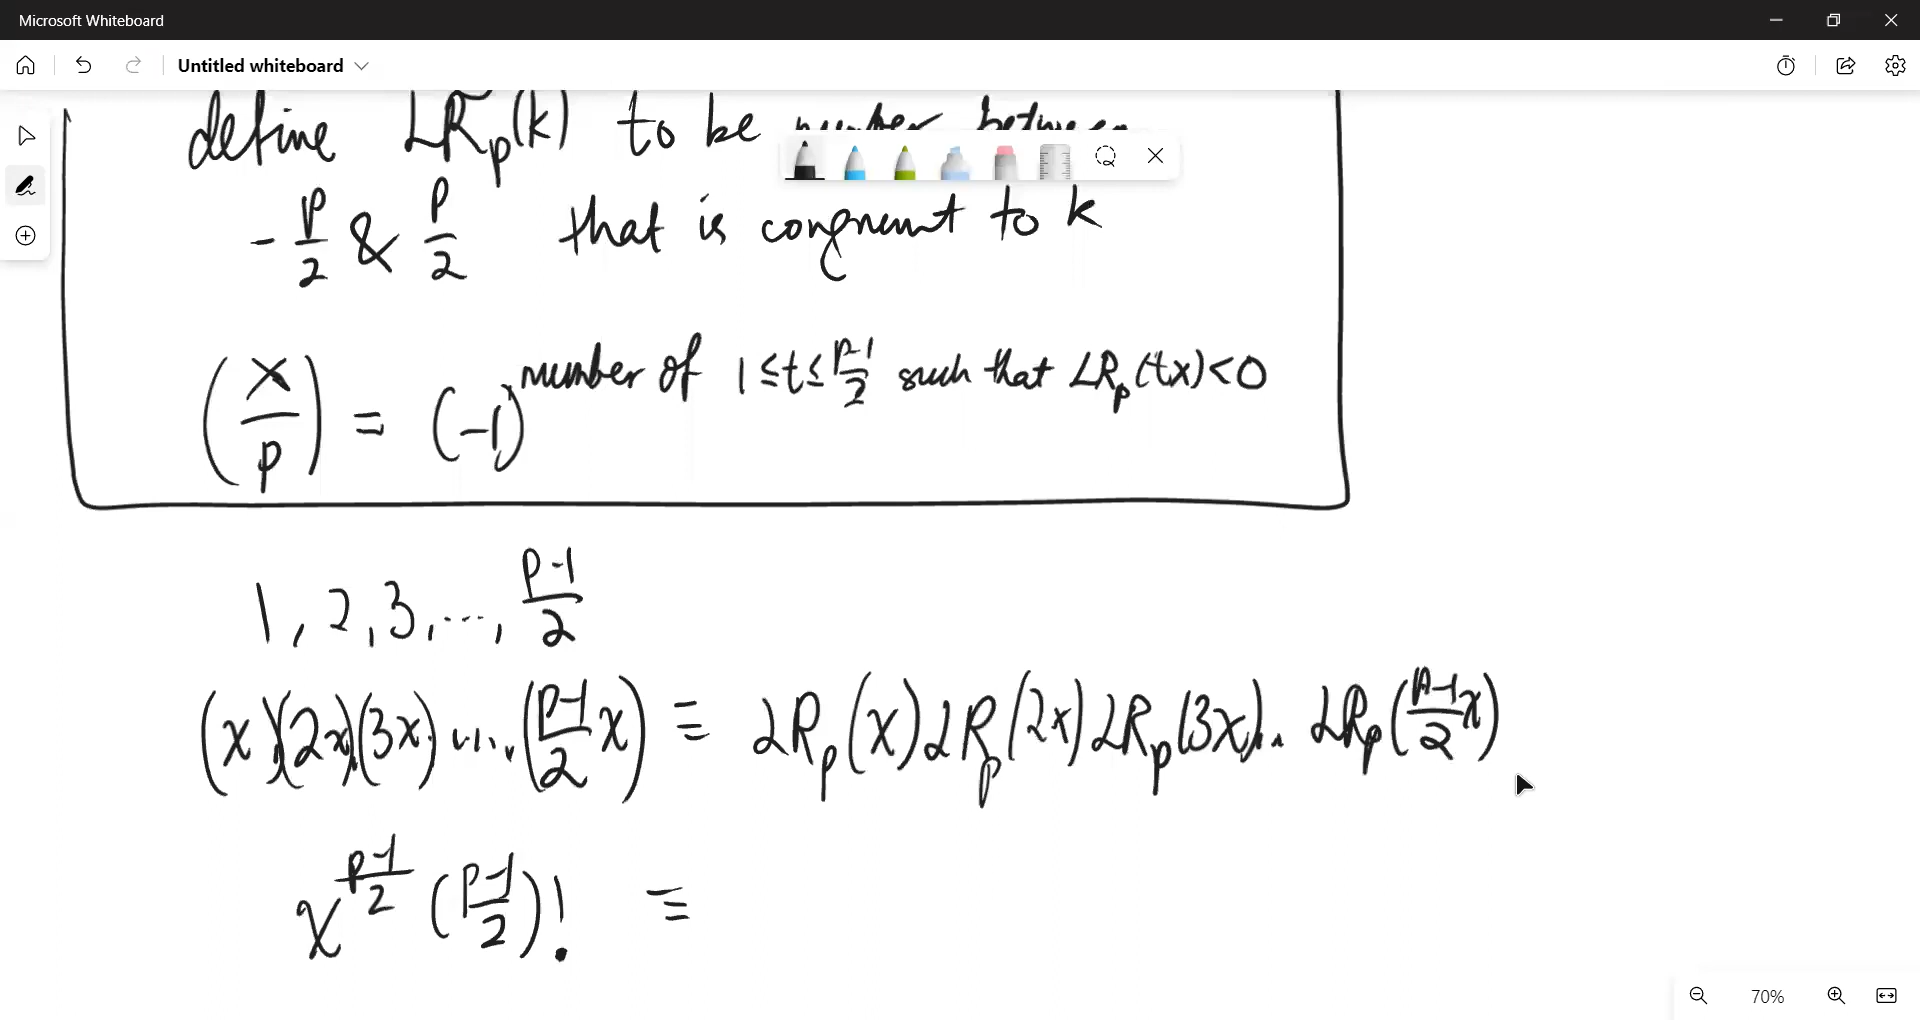 Microsoft Whiteboard
Untitled whiteboard
define LR_p(k) to be number between
-p/2 & p/2 that is congruent to k
(x/p) = (-1)^number of 1≤t≤(p-1)/2 such that LR_p(tx)<0
1, 2, 3, ..., (p-1)/2
(x)(2x)(3x)....((p-1)/2 x) ≡ LR_p(x)LR_p(2x)LR_p(3x)... LR_p((p-1)/2 x)
x^((p-1)/2) ((p-1)/2)! ≡
70%